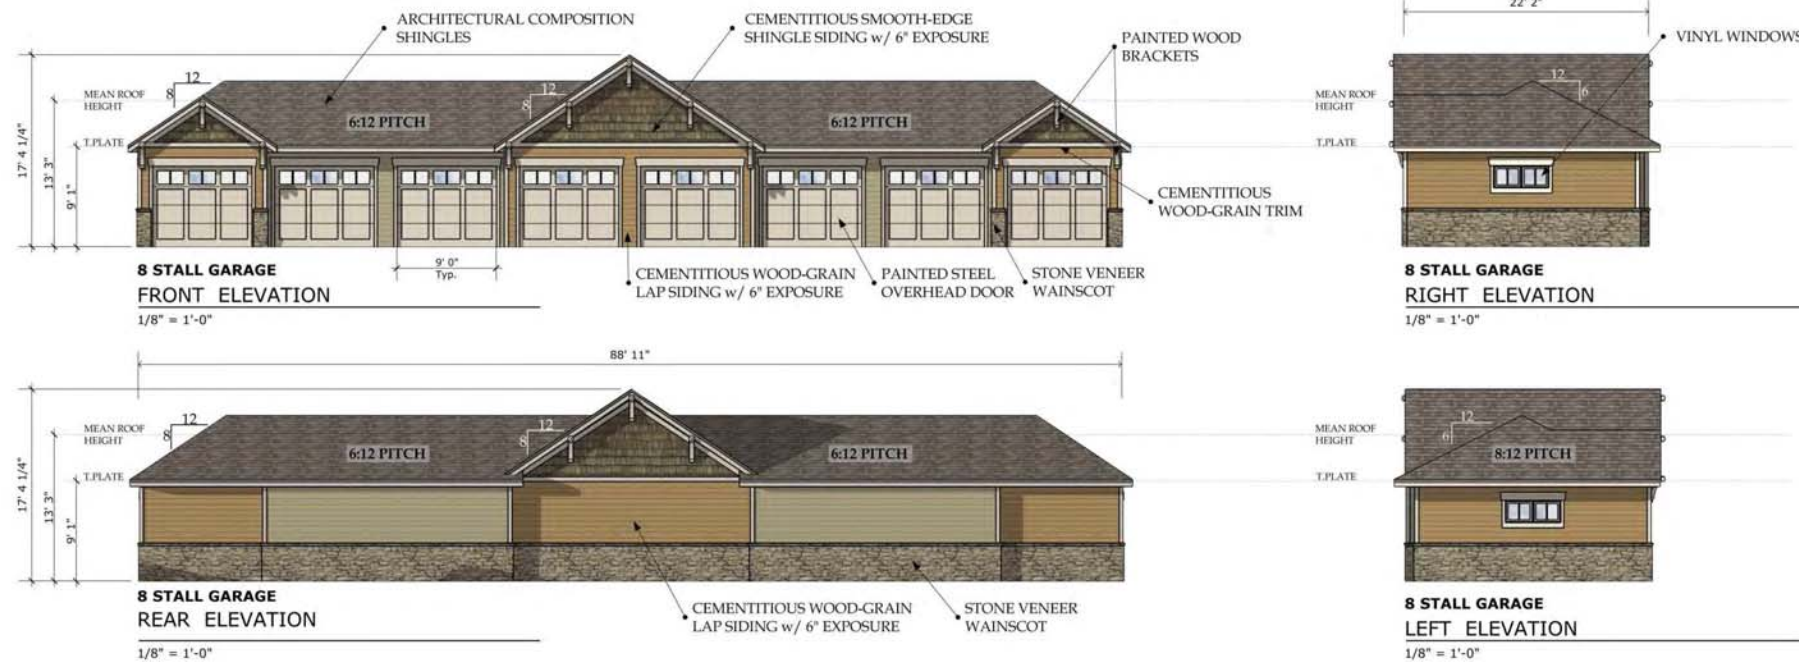 ARCHITECTURAL COMPOSITION
SHINGLES
CEMENTITIOUS SMOOTH-EDGE
SHINGLE SIDING w/ 6" EXPOSURE
PAINTED WOOD
BRACKETS
12
8
MEAN ROOF
HEIGHT
12
8
6:12 PITCH
6:12 PITCH
T.PLATE
17' 4 1/4"
13' 3"
9' 1"
CEMENTITIOUS
WOOD-GRAIN TRIM
9' 0"
Typ.
CEMENTITIOUS WOOD-GRAIN
LAP SIDING w/ 6" EXPOSURE
PAINTED STEEL
OVERHEAD DOOR
STONE VENEER
WAINSCOT
8 STALL GARAGE
FRONT ELEVATION
1/8" = 1'-0"
22' 2"
VINYL WINDOWS
12
6
MEAN ROOF
HEIGHT
T.PLATE
8 STALL GARAGE
RIGHT ELEVATION
1/8" = 1'-0"
88' 11"
12
8
MEAN ROOF
HEIGHT
12
8
6:12 PITCH
6:12 PITCH
T.PLATE
17' 4 1/4"
13' 3"
9' 1"
CEMENTITIOUS WOOD-GRAIN
LAP SIDING w/ 6" EXPOSURE
STONE VENEER
WAINSCOT
8 STALL GARAGE
REAR ELEVATION
1/8" = 1'-0"
MEAN ROOF
HEIGHT
12
6
8:12 PITCH
T.PLATE
8 STALL GARAGE
LEFT ELEVATION
1/8" = 1'-0"